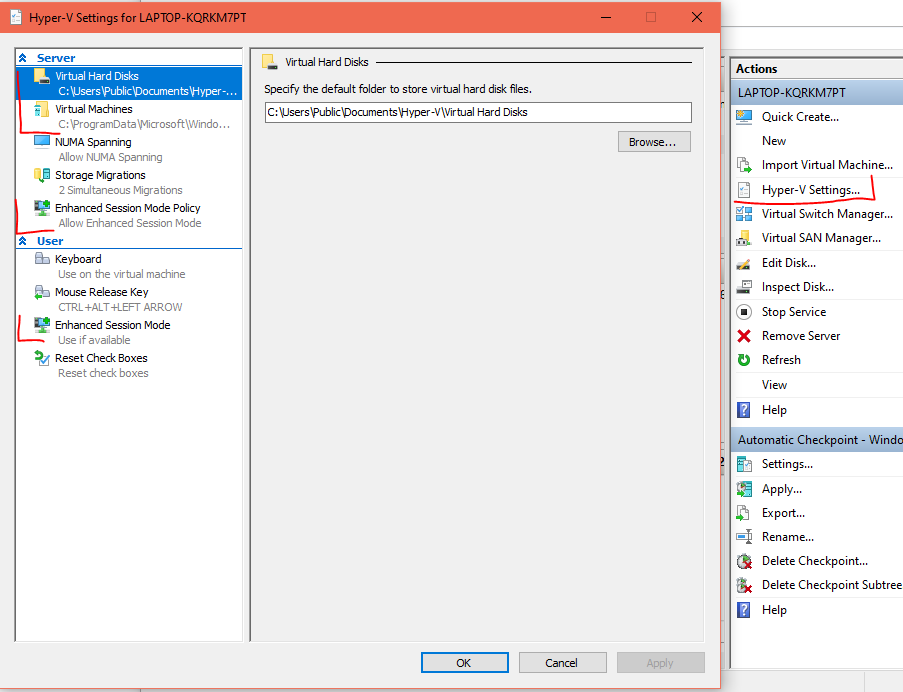 Hyper-V Settings for LAPTOP-KQRKM7PT
Server
Virtual Hard Disks
C:\Users\Public\Documents\Hyper-...
Virtual Machines
C:\ProgramData\Microsoft\Windo...
NUMA Spanning
Allow NUMA Spanning
Storage Migrations
2 Simultaneous Migrations
Enhanced Session Mode Policy
Allow Enhanced Session Mode
User
Keyboard
Use on the virtual machine
Mouse Release Key
CTRL+ALT+LEFT ARROW
Enhanced Session Mode
Use if available
Reset Check Boxes
Reset check boxes
Virtual Hard Disks
Specify the default folder to store virtual hard disk files.
C:\Users\Public\Documents\Hyper-V\Virtual Hard Disks
Browse...
OK
Cancel
Apply
Actions
LAPTOP-KQRKM7PT
Quick Create...
New
Import Virtual Machine...
Hyper-V Settings...
Virtual Switch Manager...
Virtual SAN Manager...
Edit Disk...
Inspect Disk...
Stop Service
Remove Server
Refresh
View
Help
Automatic Checkpoint - Windo
Settings...
Apply...
Export...
Rename...
Delete Checkpoint...
Delete Checkpoint Subtree
Help